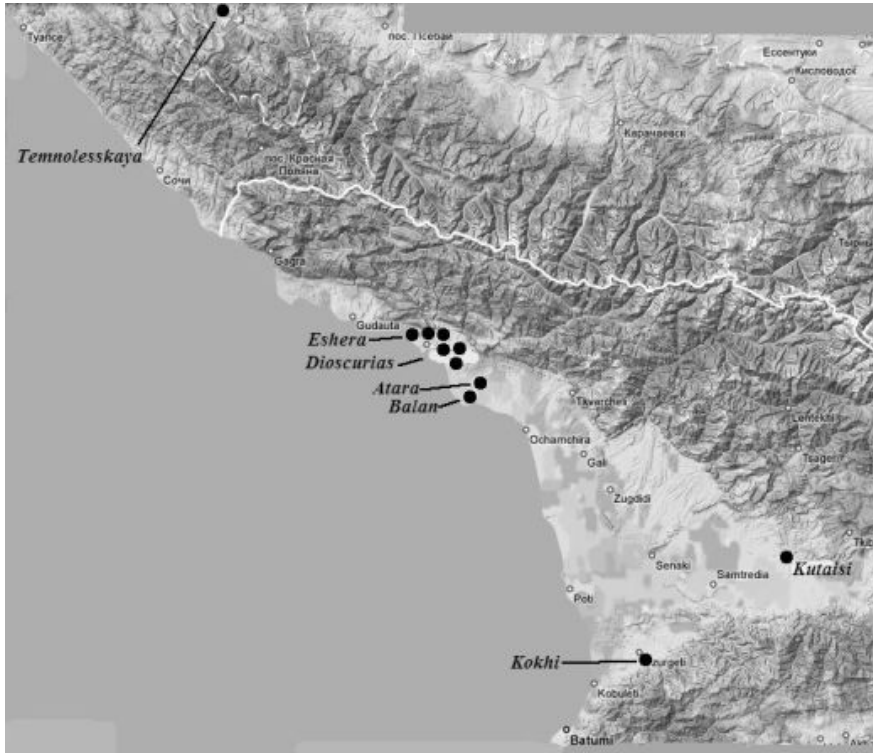 Туапсе
пос. Псебай
Ессентуки
Кисловодск
Карачаевск
Temnolesskaya
пос. Красная
Поляна
Сочи
Gagra
Gudauta
Eshera
Dioscurias
Atara
Balan
Tkvarcheli
Lentekhi
Ochamchira
Gali
Tsageri
Zugdidi
Senaki
Kutaisi
Samtredia
Poti
Kokhi
zurgeti
Kobuleti
Batumi